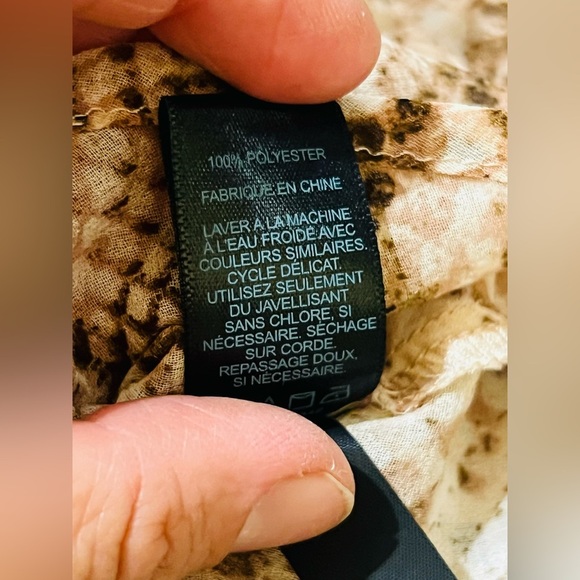 100% POLYESTER
FABRIQUE EN CHINE
LAVER A LA MACHINE
À L'EAU FROIDE AVEC
COULEURS SIMILAIRES.
CYCLE DÉLICAT.
UTILISEZ SEULEMENT
DU JAVELLISANT
SANS CHLORE, SI
NÉCESSAIRE. SÉCHAGE
SUR CORDE.
REPASSAGE DOUX,
SI NÉCESSAIRE.